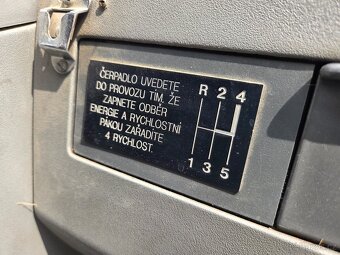 ČERPADLO UVEDETE
DO PROVOZU TÍM, ŽE
ZAPNETE ODBĚR
ENERGIE A RYCHLOSTNÍ
PÁKOU ZAŘADÍTE
4 RYCHLOST.
R 2 4
1 3 5